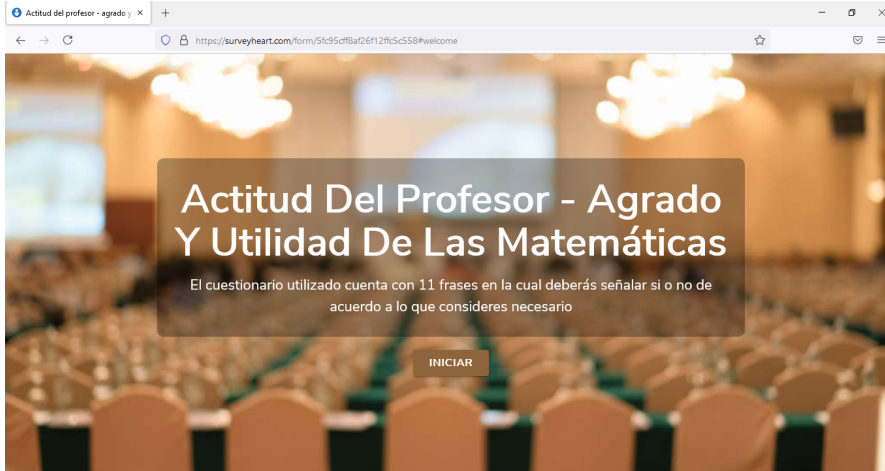 Actitud del profesor - agrado y
https://surveyheart.com/form/5fc95cff8af26f12ffc5c558#welcome
Actitud Del Profesor - Agrado
Y Utilidad De Las Matemáticas
El cuestionario utilizado cuenta con 11 frases en la cual deberás señalar si o no de
acuerdo a lo que consideres necesario
INICIAR